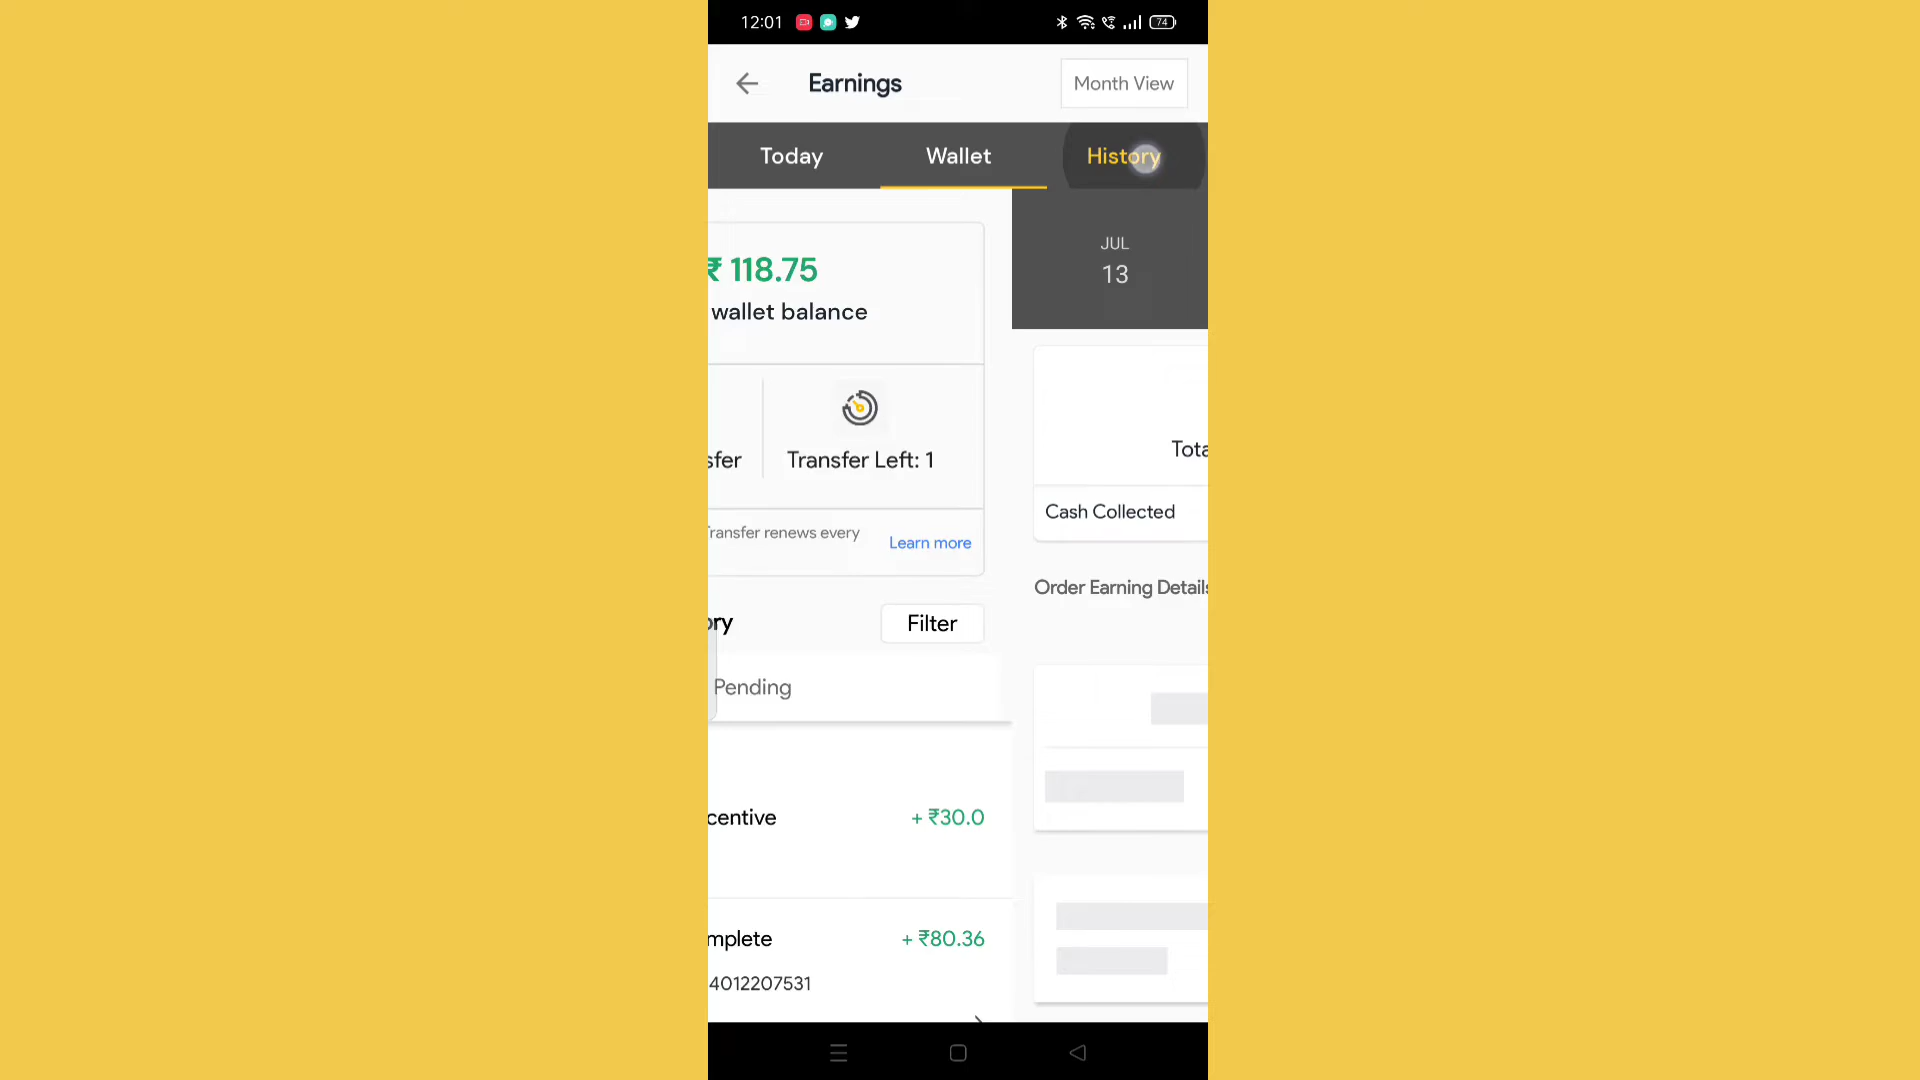 12:01
74
Earnings
Month View
Today
Wallet
History
₹ 118.75
wallet balance
JUL
13
sfer
Transfer Left: 1
Tota
Cash Collected
Transfer renews every
Learn more
Order Earning Details
ory
Filter
Pending
centive
+ ₹30.0
mplete
+ ₹80.36
4012207531